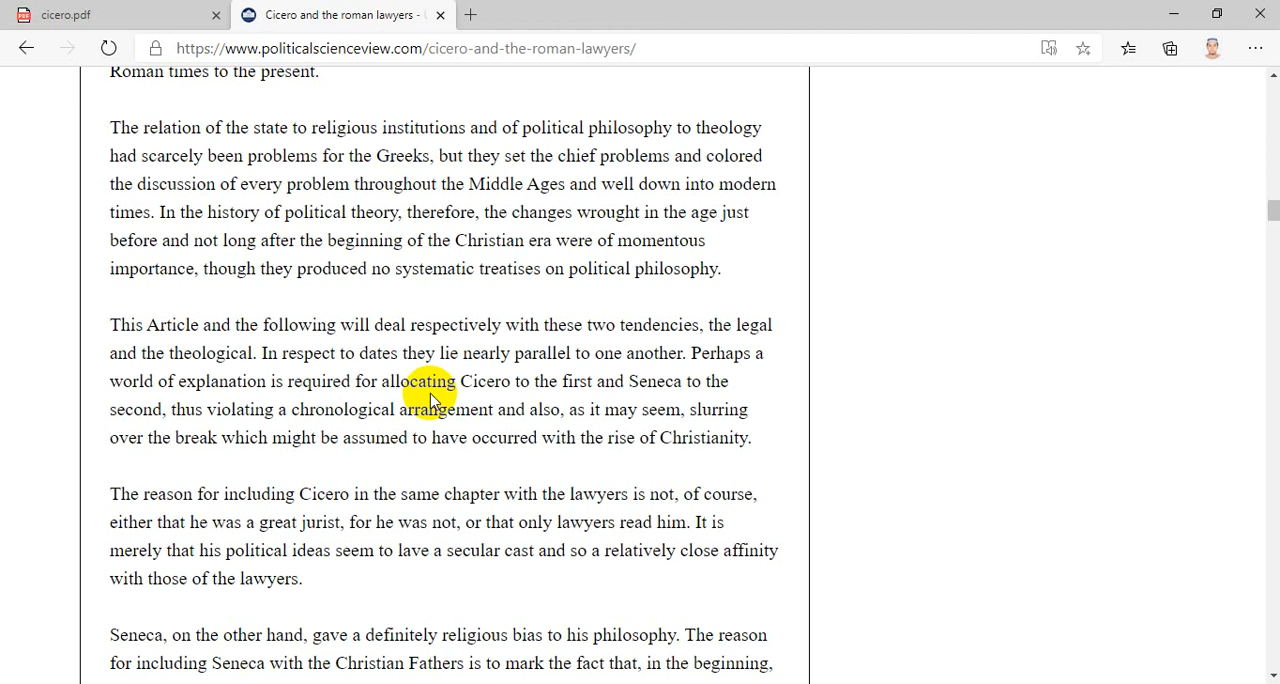 cicero.pdf
Cicero and the roman lawyers -
https://www.politicalscienceview.com/cicero-and-the-roman-lawyers/
Roman times to the present.
The relation of the state to religious institutions and of political philosophy to theology
had scarcely been problems for the Greeks, but they set the chief problems and colored
the discussion of every problem throughout the Middle Ages and well down into modern
times. In the history of political theory, therefore, the changes wrought in the age just
before and not long after the beginning of the Christian era were of momentous
importance, though they produced no systematic treatises on political philosophy.
This Article and the following will deal respectively with these two tendencies, the legal
and the theological. In respect to dates they lie nearly parallel to one another. Perhaps a
world of explanation is required for allocating Cicero to the first and Seneca to the
second, thus violating a chronological arrangement and also, as it may seem, slurring
over the break which might be assumed to have occurred with the rise of Christianity.
The reason for including Cicero in the same chapter with the lawyers is not, of course,
either that he was a great jurist, for he was not, or that only lawyers read him. It is
merely that his political ideas seem to lave a secular cast and so a relatively close affinity
with those of the lawyers.
Seneca, on the other hand, gave a definitely religious bias to his philosophy. The reason
for including Seneca with the Christian Fathers is to mark the fact that, in the beginning,